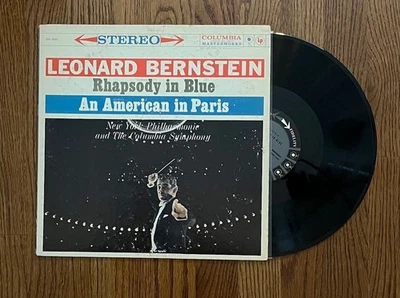 STEREO
COLUMBIA
MASTERWORKS
LEONARD BERNSTEIN
Rhapsody in Blue
An American in Paris
New York Philharmonic
and The Columbia Symphony